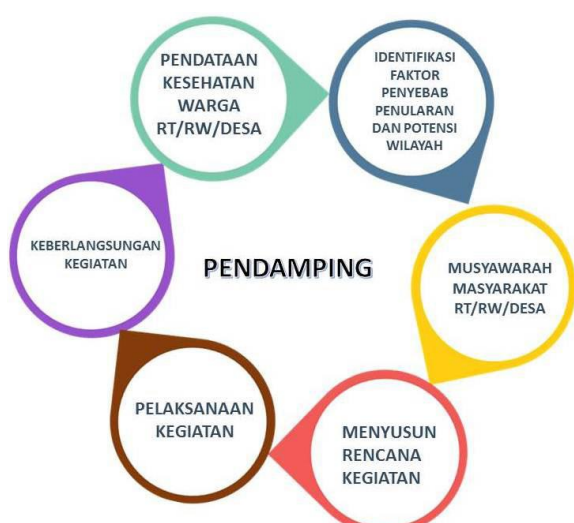 PENDATAAN
KESEHATAN
WARGA
RT/RW/DESA
IDENTIFIKASI
FAKTOR
PENYEBAB
PENULARAN
DAN POTENSI
WILAYAH
MUSYAWARAH
MASYARAKAT
RT/RW/DESA
MENYUSUN
RENCANA
KEGIATAN
PELAKSANAAN
KEGIATAN
KEBERLANGSUNGAN
KEGIATAN
PENDAMPING